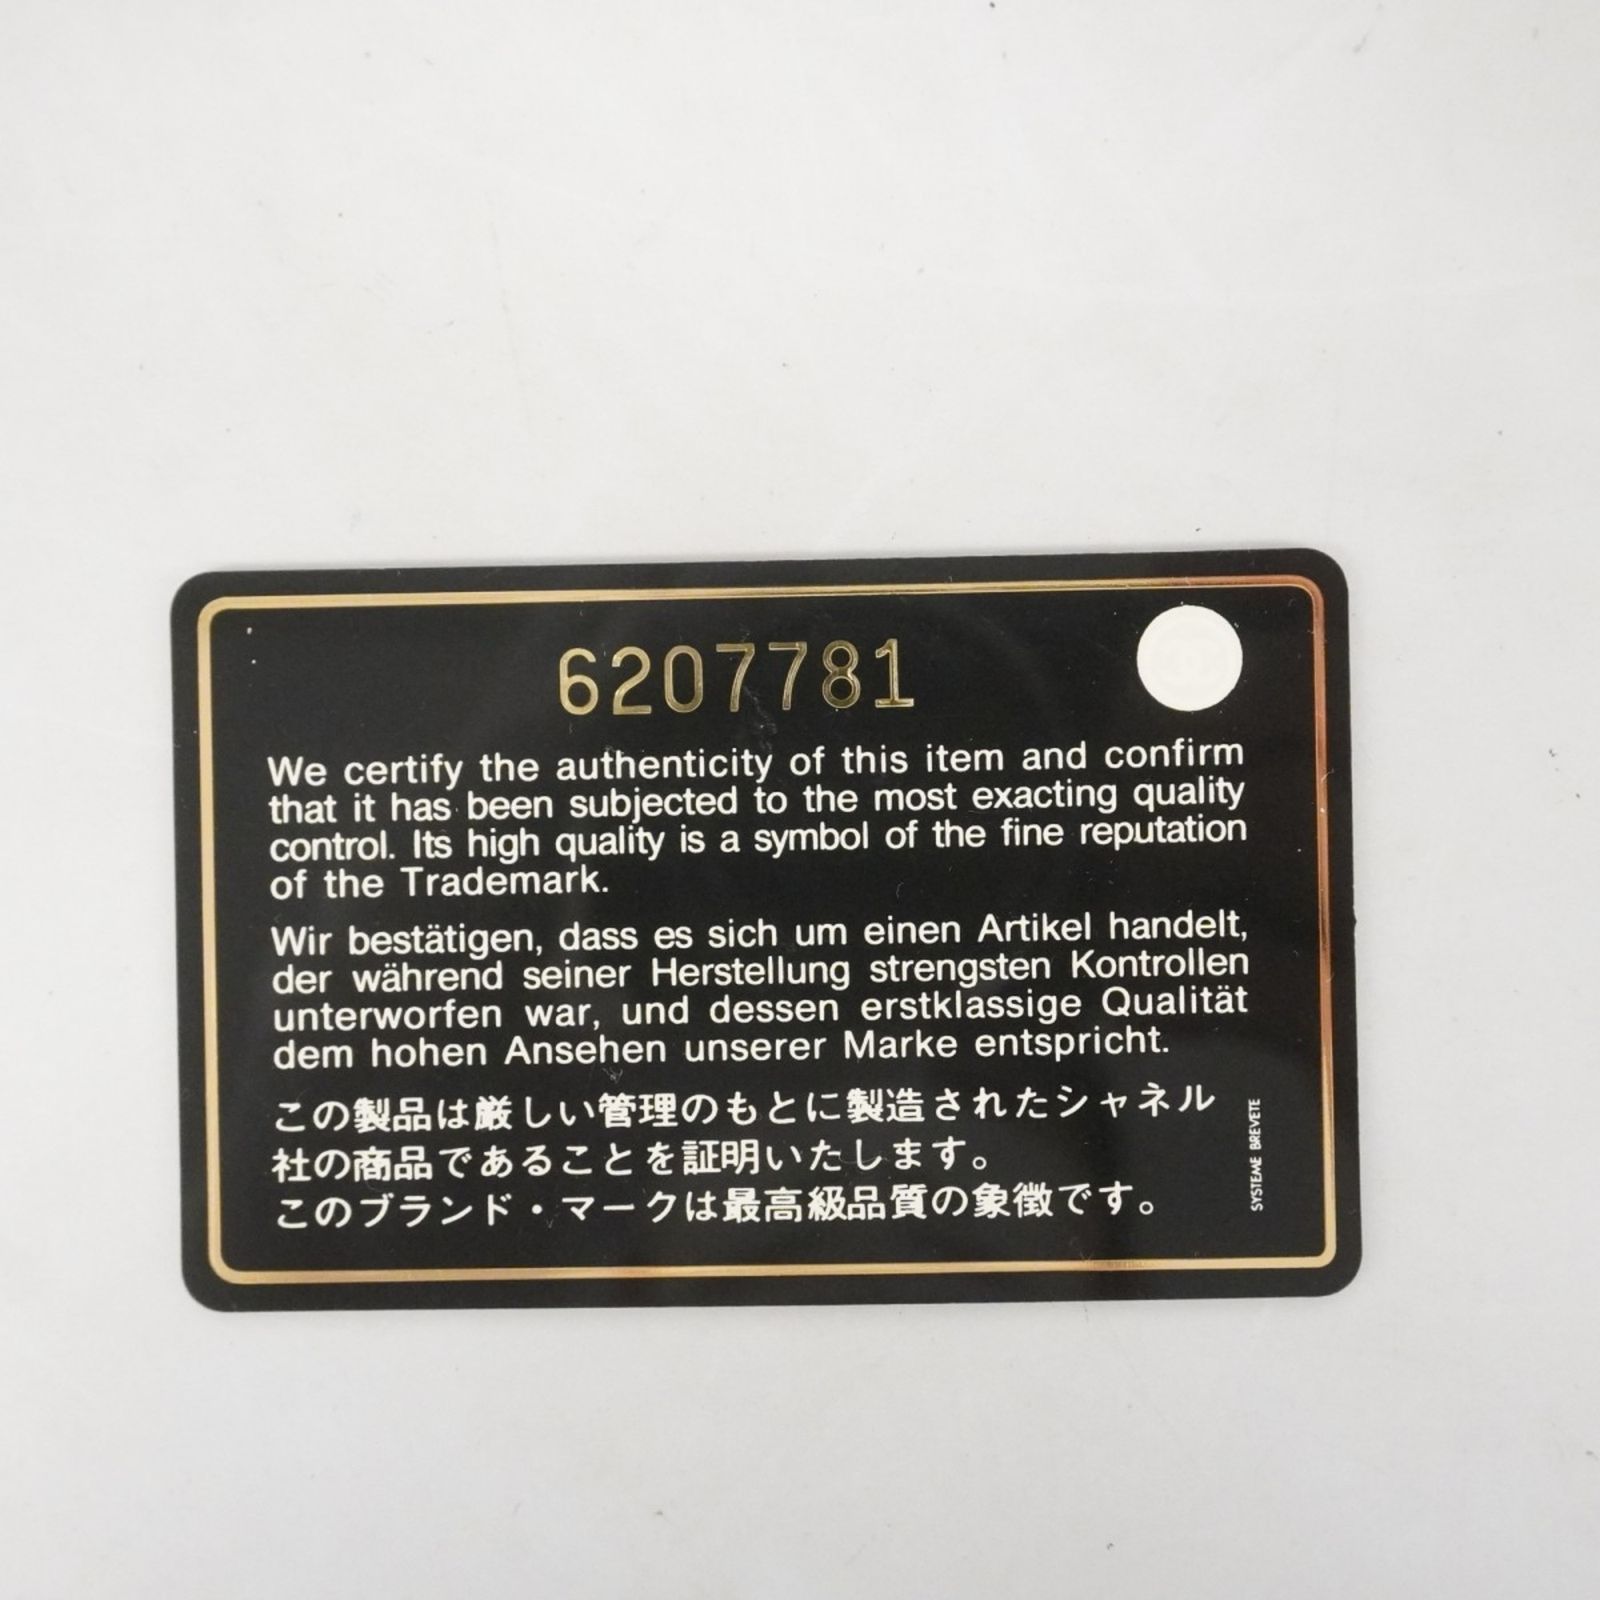 6207781
We certify the authenticity of this item and confirm
that it has been subjected to the most exacting quality
control. Its high quality is a symbol of the fine reputation
of the Trademark.
Wir bestätigen, dass es sich um einen Artikel handelt,
der während seiner Herstellung strengsten Kontrollen
unterworfen war, und dessen erstklassige Qualität
dem hohen Ansehen unserer Marke entspricht.
この製品は厳しい管理のもとに製造されたシャネル
社の商品であることを証明いたします。
このブランド・マークは最高級品質の象徴です。
SYSTEME BREVETE